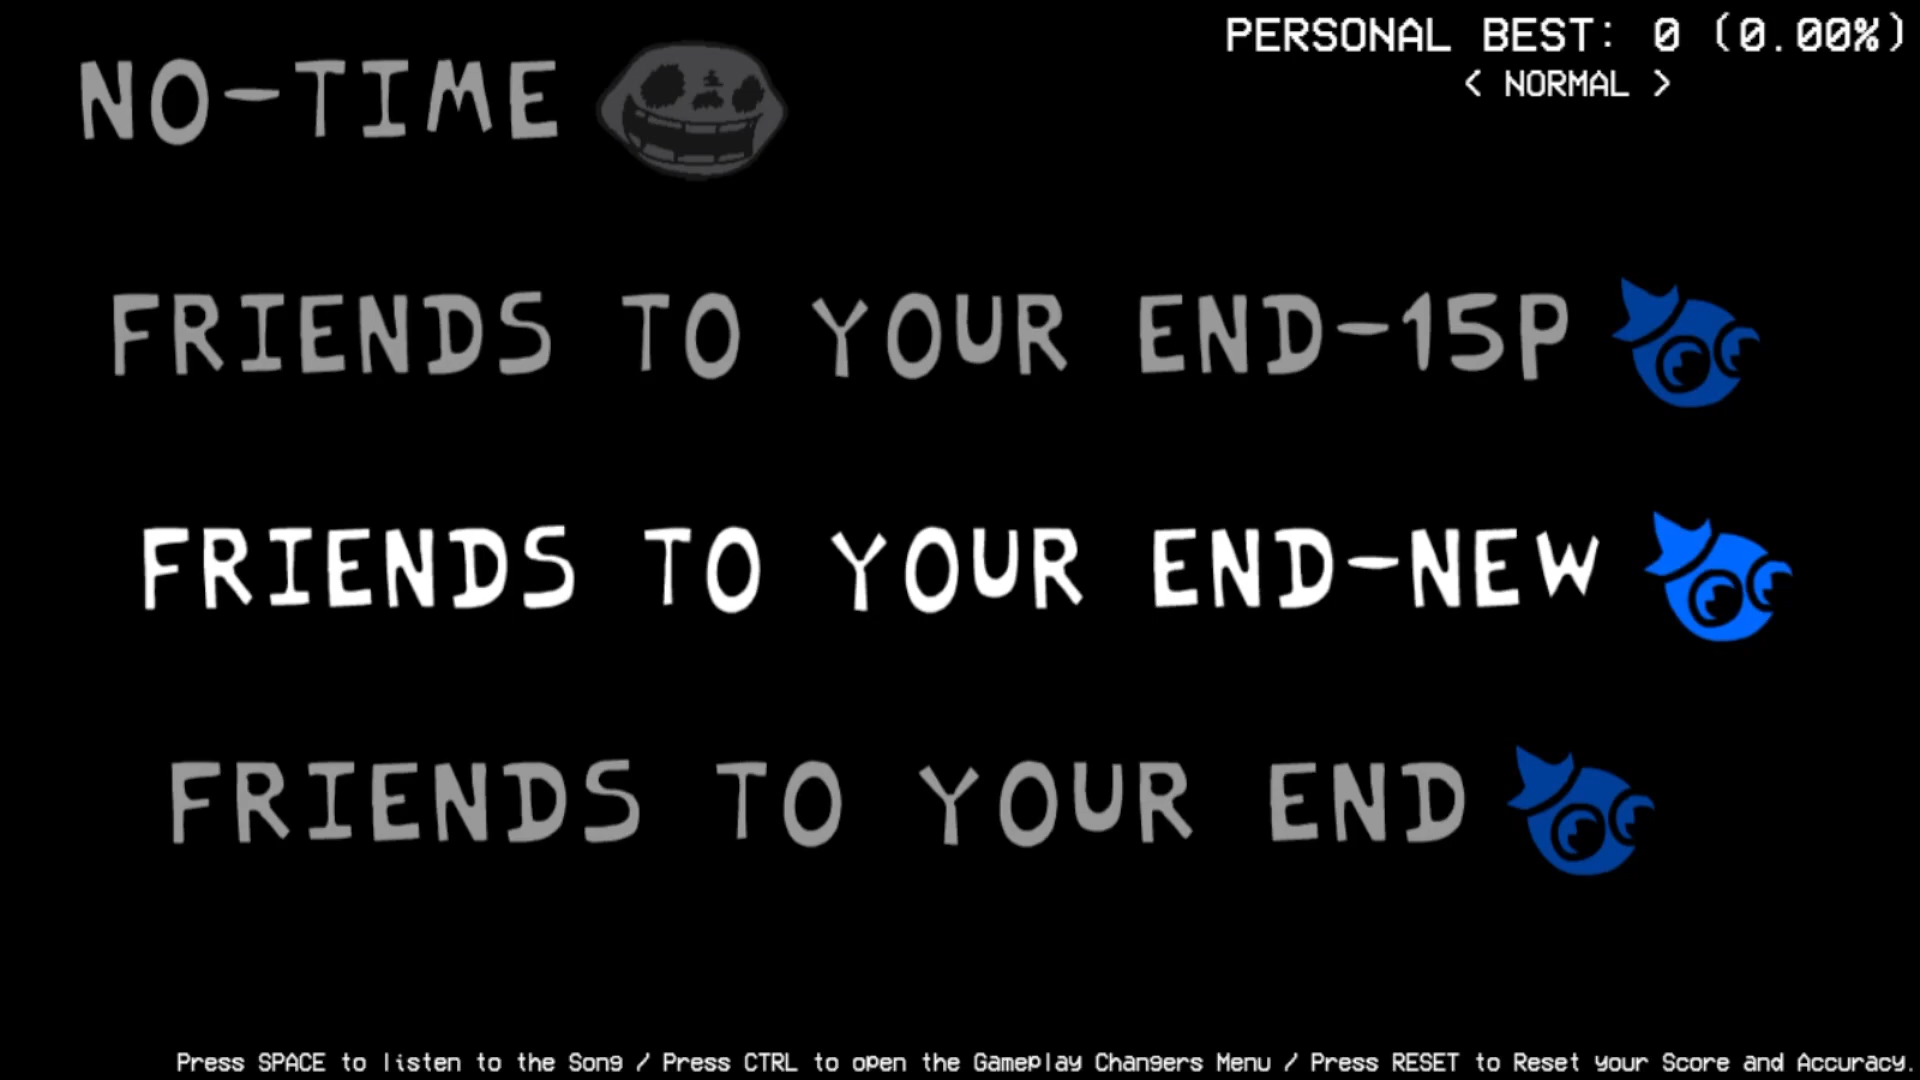 PERSONAL BEST: 0 (0.00%)
< NORMAL >
NO-TIME
FRIENDS TO YOUR END-15P
FRIENDS TO YOUR END-NEW
FRIENDS TO YOUR END
Press SPACE to listen to the Song / Press CTRL to open the Gameplay Changers Menu / Press RESET to Reset your Score and Accuracy.